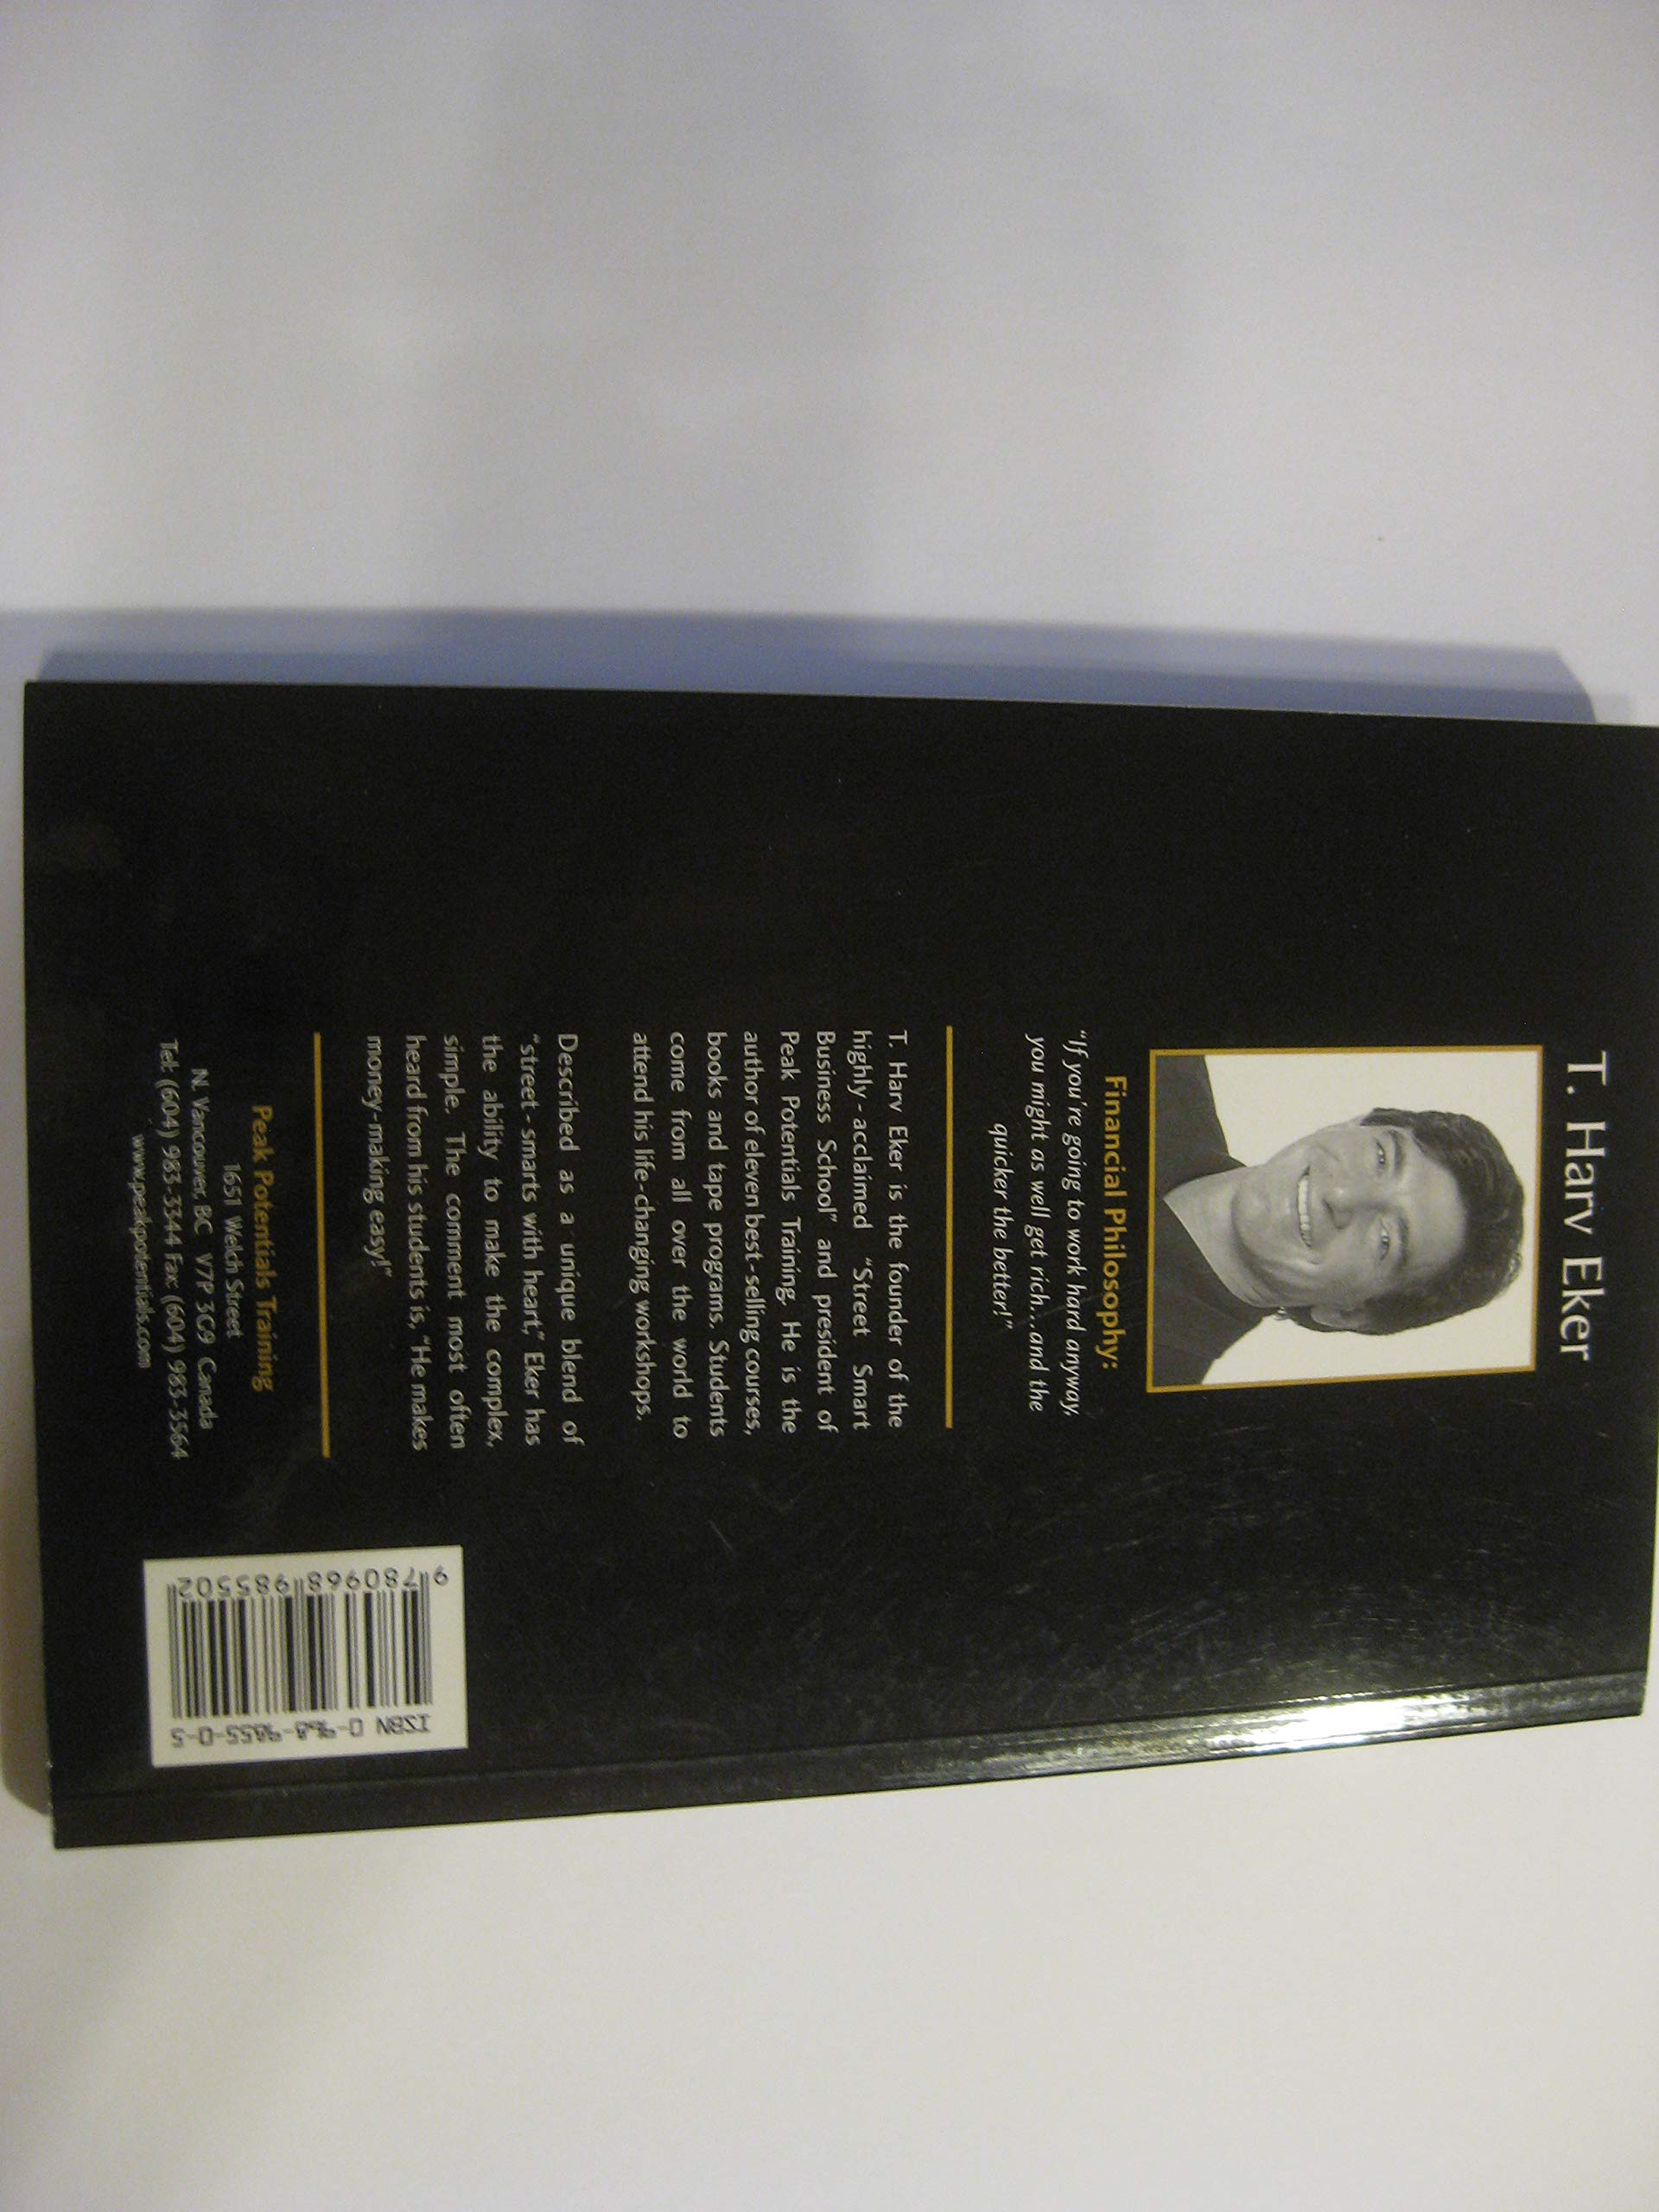 T. Harv Eker
Financial Philosophy:
"If you're going to work hard anyway,
you might as well get rich...and the
quicker the better!"
T. Harv Eker is the founder of the
highly-acclaimed "Street Smart
Business School" and president of
Peak Potentials Training. He is the
author of eleven best-selling courses,
books and tape programs. Students
come from all over the world to
attend his life-changing workshops.
Described as a unique blend of
"street-smarts with heart," Eker has
the ability to make the complex,
simple. The comment most often
heard from his students is, "He makes
money-making easy!"
Peak Potentials Training
1651 Welch Street
N. Vancouver, BC V7P 3G9 Canada
Tel: (604) 983-3344 Fax: (604) 983-3564
www.peakpotentials.com
ISBN 0-968-9855-0-5
9 780968 985502